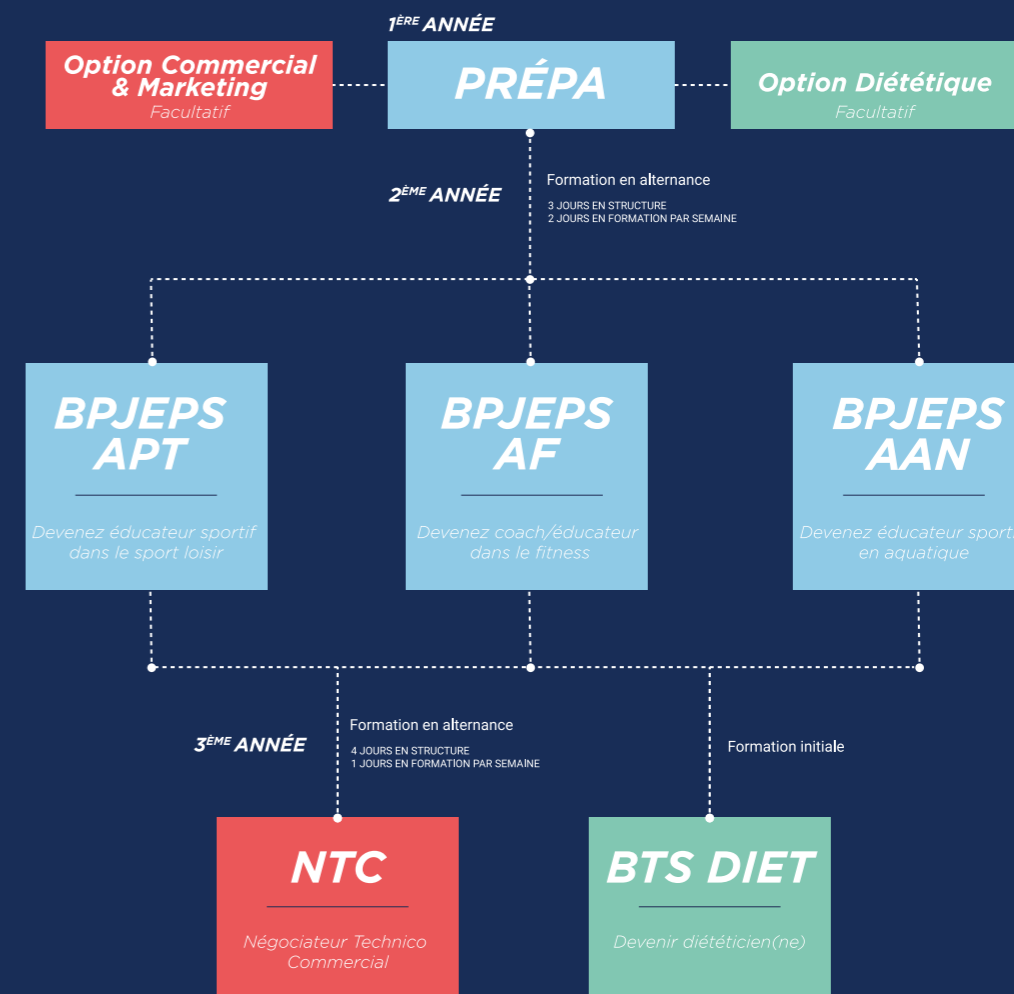 1ÈRE ANNÉE
Option Commercial
& Marketing
Facultatif
PRÉPA
Option Diététique
Facultatif
2ÈME ANNÉE
Formation en alternance
3 JOURS EN STRUCTURE
2 JOURS EN FORMATION PAR SEMAINE
BPJEPS
APT
Devenez éducateur sportif
dans le sport loisir
BPJEPS
AF
Devenez coach/éducateur
dans le fitness
BPJEPS
AAN
Devenez éducateur sportif
en aquatique
3ÈME ANNÉE
Formation en alternance
4 JOURS EN STRUCTURE
1 JOURS EN FORMATION PAR SEMAINE
Formation initiale
NTC
Négociateur Technico
Commercial
BTS DIET
Devenir diététicien(ne)